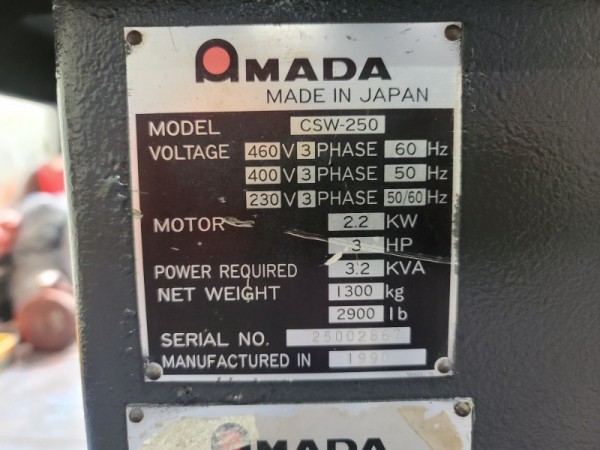 AMADA
MADE IN JAPAN
MODEL CSW-250
VOLTAGE 460 V 3 PHASE 60 Hz
400 V 3 PHASE 50 Hz
230 V 3 PHASE 50/60 Hz
MOTOR 2.2 KW
3 HP
POWER REQUIRED 3.2 KVA
NET WEIGHT 1300 kg
2900 lb
SERIAL NO.
MANUFACTURED IN 1990
AMADA